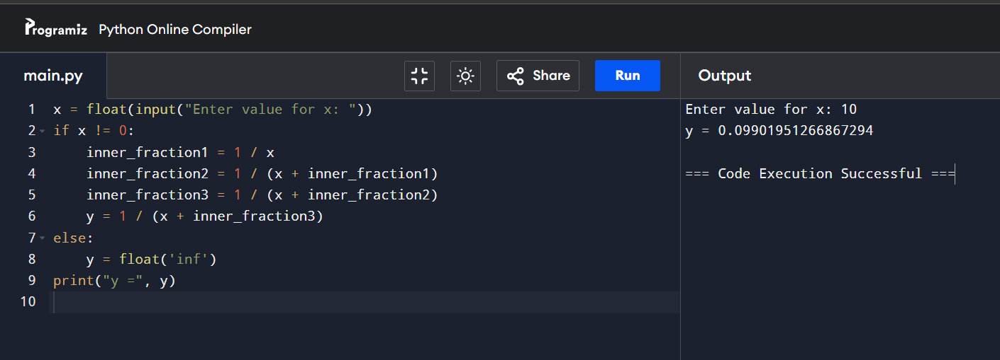 Programiz Python Online Compiler
main.py Share Run Output
1 x = float(input("Enter value for x: "))
2 if x != 0:
3     inner_fraction1 = 1 / x
4     inner_fraction2 = 1 / (x + inner_fraction1)
5     inner_fraction3 = 1 / (x + inner_fraction2)
6     y = 1 / (x + inner_fraction3)
7 else:
8     y = float('inf')
9 print("y =", y)
10
Enter value for x: 10
y = 0.09901951266867294
=== Code Execution Successful ===